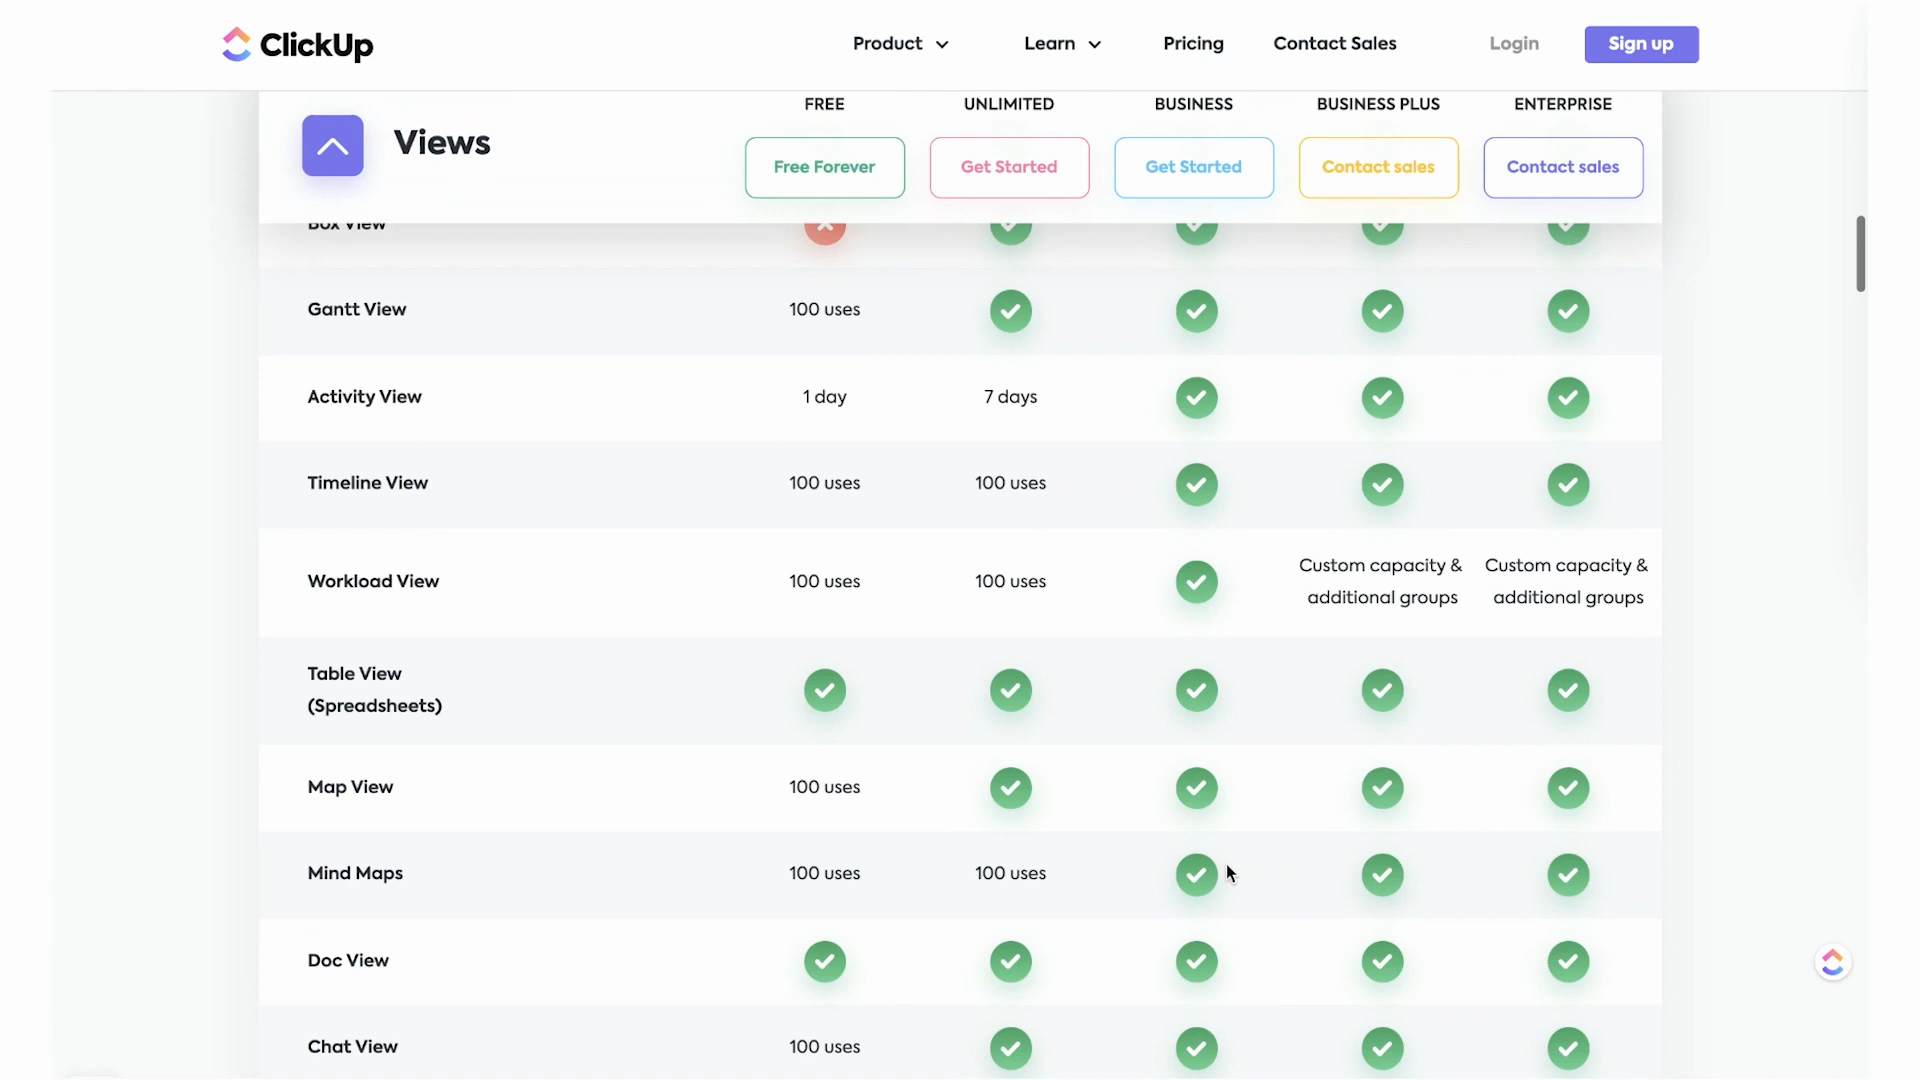 ClickUp
Product
Learn
Pricing
Contact Sales
Login
Sign up
Views
FREE
UNLIMITED
BUSINESS
BUSINESS PLUS
ENTERPRISE
Free Forever
Get Started
Get Started
Contact sales
Contact sales
Box View
Gantt View
100 uses
Activity View
1 day
7 days
Timeline View
100 uses
100 uses
Workload View
100 uses
100 uses
Custom capacity &
additional groups
Custom capacity &
additional groups
Table View
(Spreadsheets)
Map View
100 uses
Mind Maps
100 uses
100 uses
Doc View
Chat View
100 uses